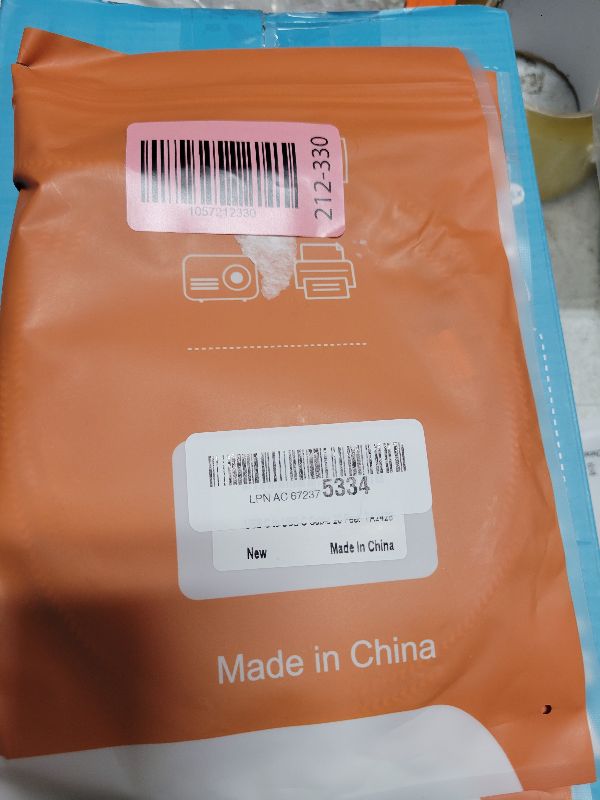 1057212330
212-330
LPN AC 67237 5334
New Made In China
Made in China